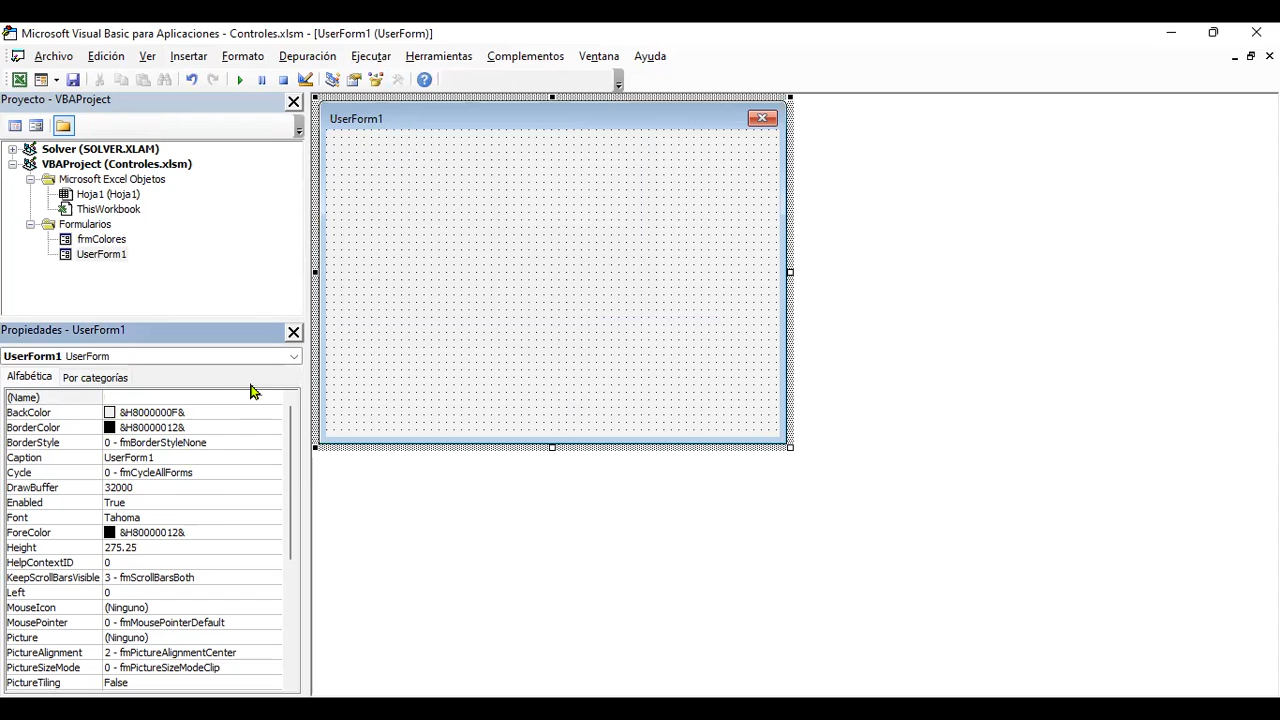 Microsoft Visual Basic para Aplicaciones - Controles.xlsm - [UserForm1 (UserForm)]
Archivo Edición Ver Insertar Formato Depuración Ejecutar Herramientas Complementos Ventana Ayuda
Proyecto - VBAProject
Solver (SOLVER.XLAM)
VBAProject (Controles.xlsm)
Microsoft Excel Objetos
Hoja1 (Hoja1)
ThisWorkbook
Formularios
frmColores
UserForm1
Propiedades - UserForm1
UserForm1 UserForm
Alfabética Por categorías
(Name)
BackColor &H8000000F&
BorderColor &H80000012&
BorderStyle 0 - fmBorderStyleNone
Caption UserForm1
Cycle 0 - fmCycleAllForms
DrawBuffer 32000
Enabled True
Font Tahoma
ForeColor &H80000012&
Height 275.25
HelpContextID 0
KeepScrollBarsVisible 3 - fmScrollBarsBoth
Left 0
MouseIcon (Ninguno)
MousePointer 0 - fmMousePointerDefault
Picture (Ninguno)
PictureAlignment 2 - fmPictureAlignmentCenter
PictureSizeMode 0 - fmPictureSizeModeClip
PictureTiling False
UserForm1